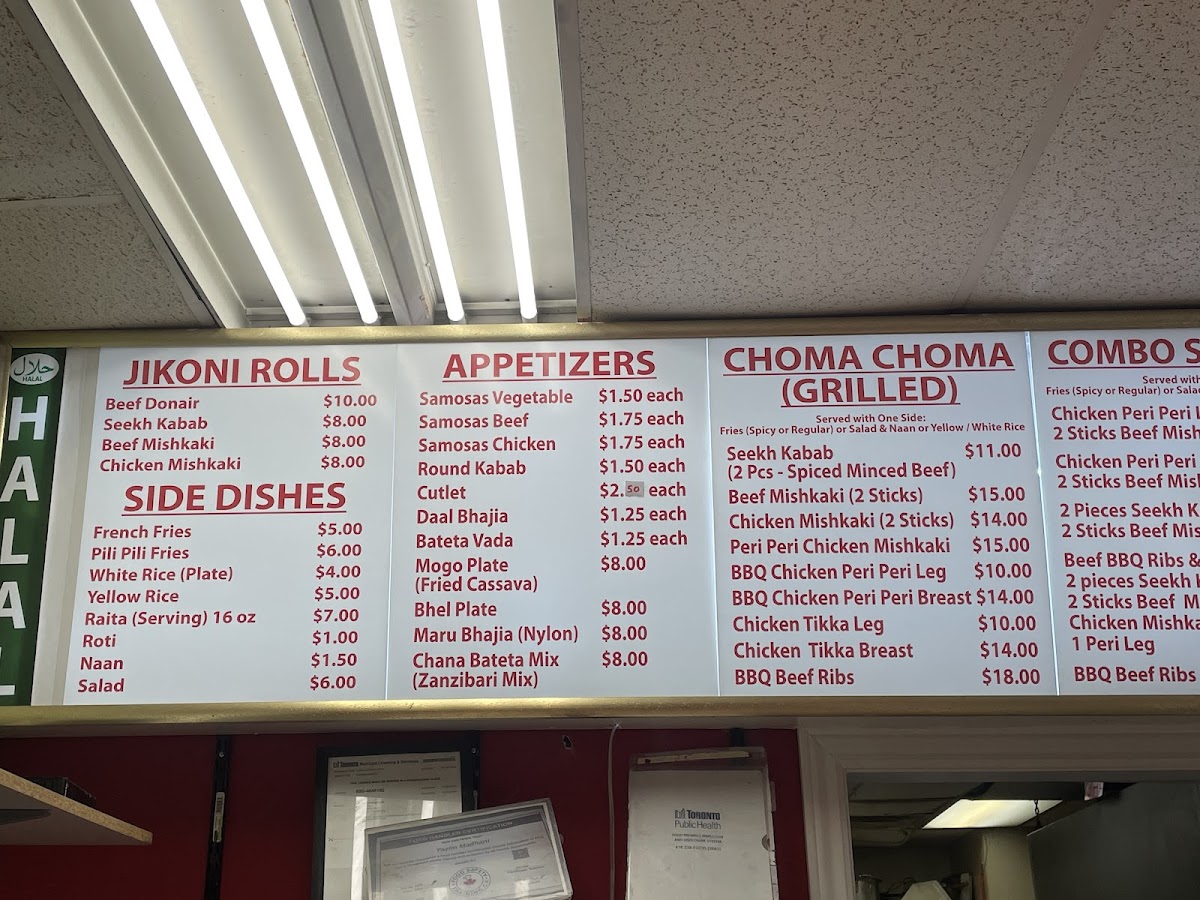 حلال
HALAL
HALAL
JIKONI ROLLS
Beef Donair $10.00
Seekh Kabab $8.00
Beef Mishkaki $8.00
Chicken Mishkaki $8.00
SIDE DISHES
French Fries $5.00
Pili Pili Fries $6.00
White Rice (Plate) $4.00
Yellow Rice $5.00
Raita (Serving) 16 oz $7.00
Roti $1.00
Naan $1.50
Salad $6.00
APPETIZERS
Samosas Vegetable $1.50 each
Samosas Beef $1.75 each
Samosas Chicken $1.75 each
Round Kabab $1.50 each
Cutlet $2.50 each
Daal Bhajia $1.25 each
Bateta Vada $1.25 each
Mogo Plate $8.00
(Fried Cassava)
Bhel Plate $8.00
Maru Bhajia (Nylon) $8.00
Chana Bateta Mix $8.00
(Zanzibari Mix)
CHOMA CHOMA
(GRILLED)
Served with One Side:
Fries (Spicy or Regular) or Salad & Naan or Yellow / White Rice
Seekh Kabab $11.00
(2 Pcs - Spiced Minced Beef)
Beef Mishkaki (2 Sticks) $15.00
Chicken Mishkaki (2 Sticks) $14.00
Peri Peri Chicken Mishkaki $15.00
BBQ Chicken Peri Peri Leg $10.00
BBQ Chicken Peri Peri Breast $14.00
Chicken Tikka Leg $10.00
Chicken Tikka Breast $14.00
BBQ Beef Ribs $18.00
COMBO S
Served with
Fries (Spicy or Regular) or Salad
Chicken Peri Peri
2 Sticks Beef Mish
Chicken Peri Peri
2 Sticks Beef Mish
2 Pieces Seekh K
2 Sticks Beef Mis
Beef BBQ Ribs &
2 pieces Seekh
2 Sticks Beef M
Chicken Mishka
1 Peri Leg
BBQ Beef Ribs
FOOD HANDLER CERTIFICATION
TORONTO
Public Health